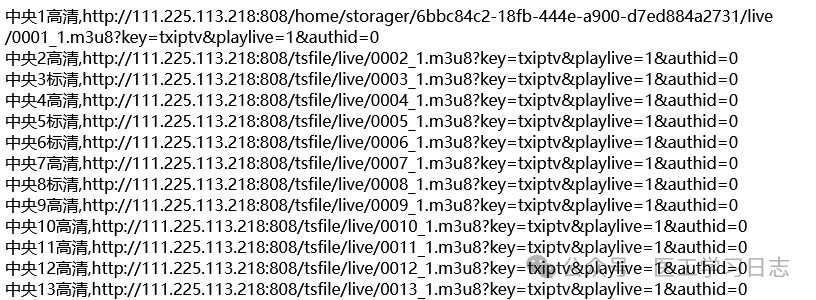 中央1高清,http://111.225.113.218:808/home/storager/6bbc84c2-18fb-444e-a900-d7ed884a2731/live
/0001_1.m3u8?key=txiptv&playlive=1&authid=0
中央2高清,http://111.225.113.218:808/tsfile/live/0002_1.m3u8?key=txiptv&playlive=1&authid=0
中央3标清,http://111.225.113.218:808/tsfile/live/0003_1.m3u8?key=txiptv&playlive=1&authid=0
中央4高清,http://111.225.113.218:808/tsfile/live/0004_1.m3u8?key=txiptv&playlive=1&authid=0
中央5标清,http://111.225.113.218:808/tsfile/live/0005_1.m3u8?key=txiptv&playlive=1&authid=0
中央6标清,http://111.225.113.218:808/tsfile/live/0006_1.m3u8?key=txiptv&playlive=1&authid=0
中央7高清,http://111.225.113.218:808/tsfile/live/0007_1.m3u8?key=txiptv&playlive=1&authid=0
中央8标清,http://111.225.113.218:808/tsfile/live/0008_1.m3u8?key=txiptv&playlive=1&authid=0
中央9高清,http://111.225.113.218:808/tsfile/live/0009_1.m3u8?key=txiptv&playlive=1&authid=0
中央10高清,http://111.225.113.218:808/tsfile/live/0010_1.m3u8?key=txiptv&playlive=1&authid=0
中央11高清,http://111.225.113.218:808/tsfile/live/0011_1.m3u8?key=txiptv&playlive=1&authid=0
中央12高清,http://111.225.113.218:808/tsfile/live/0012_1.m3u8?key=txiptv&playlive=1&authid=0
公众号 · 医工学习日志
中央13高清,http://111.225.113.218:808/tsfile/live/0013_1.m3u8?key=txiptv&playlive=1&authid=0